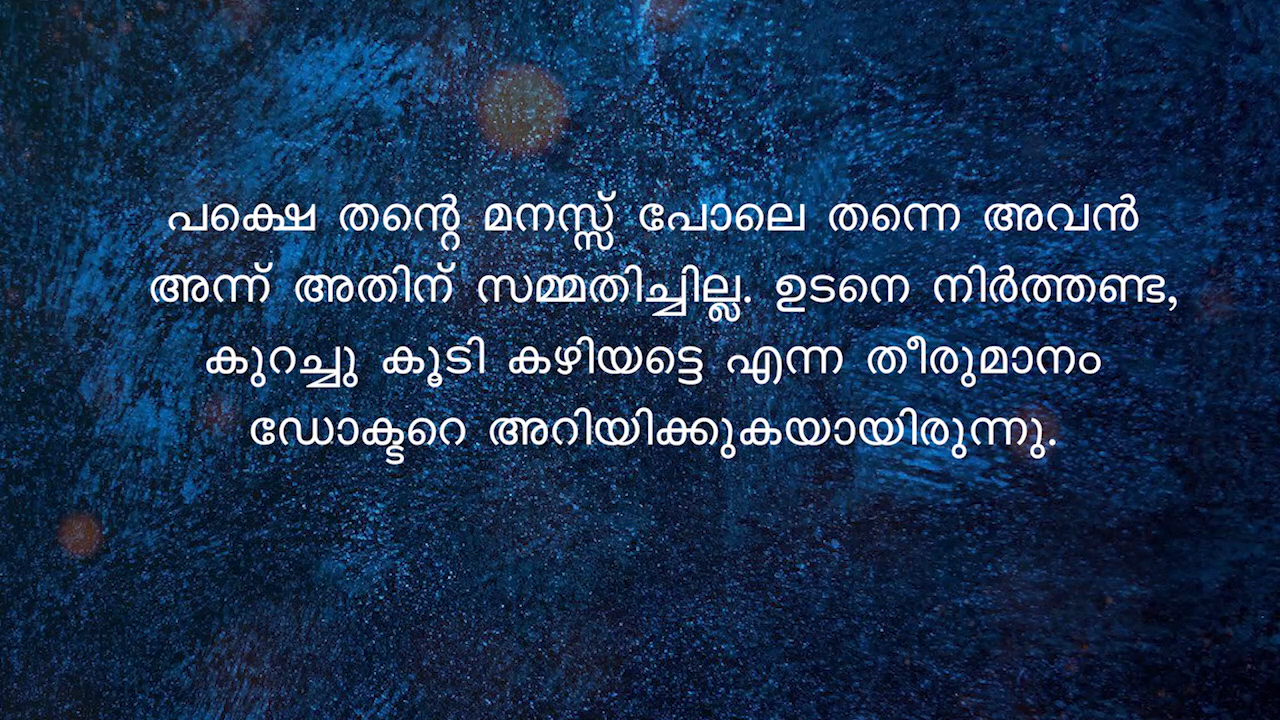 പക്ഷെ തന്റെ മനസ്സ് പോലെ തന്നെ അവൻ
അന്ന് അതിന് സമ്മതിച്ചില്ല. ഉടനെ നിർത്തണ്ട,
കുറച്ചു കൂടി കഴിയട്ടെ എന്ന തീരുമാനം
ഡോക്ടറെ അറിയിക്കുകയായിരുന്നു.